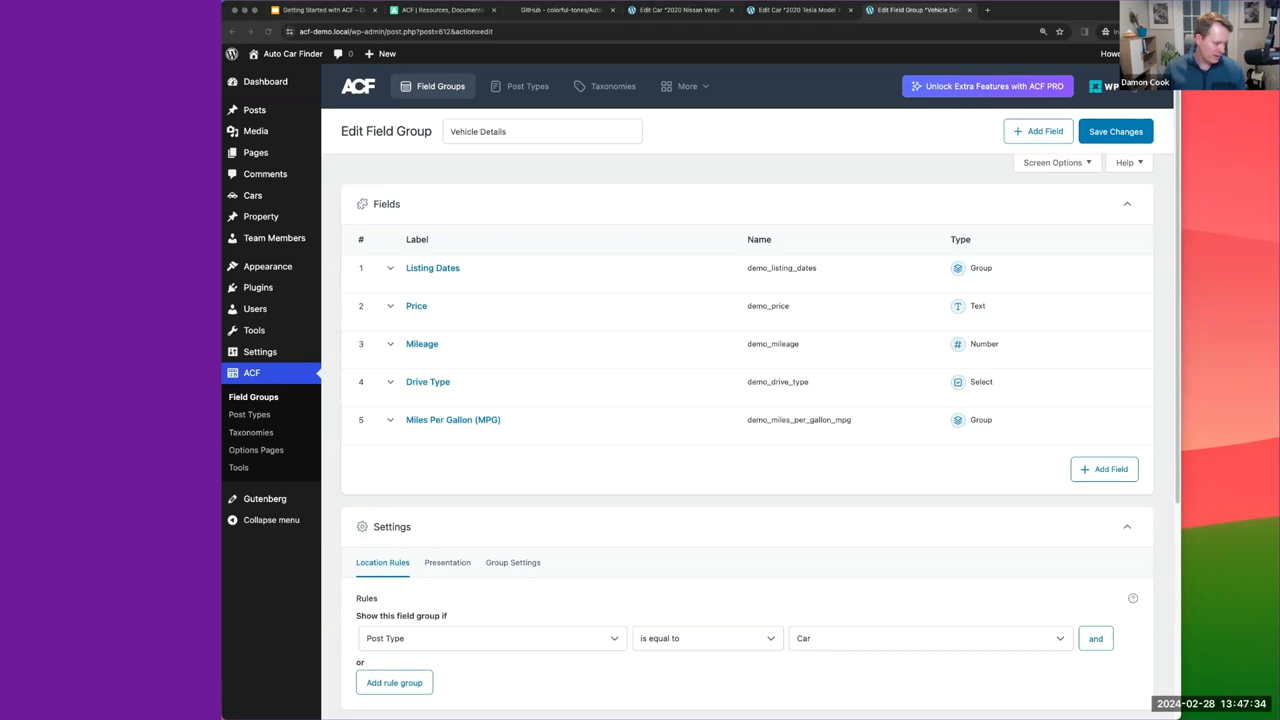 Getting Started with ACF - G
ACF | Resources, Documenta
GitHub - colorful-tones/Auto
Edit Car "2020 Nissan Versa"
Edit Car "2020 Tesla Model Y
Edit Field Group "Vehicle Det
acf-demo.local/wp-admin/post.php?post=612&action=edit
Auto Car Finder
0
New
Howd
Damon Cook
Dashboard
Posts
Media
Pages
Comments
Cars
Property
Team Members
Appearance
Plugins
Users
Tools
Settings
ACF
Field Groups
Post Types
Taxonomies
Options Pages
Tools
Gutenberg
Collapse menu
ACF
Field Groups
Post Types
Taxonomies
More
Unlock Extra Features with ACF PRO
WP
Edit Field Group
Vehicle Details
+ Add Field
Save Changes
Screen Options
Help
Fields
# Label Name Type
1 Listing Dates demo_listing_dates Group
2 Price demo_price T Text
3 Mileage demo_mileage # Number
4 Drive Type demo_drive_type Select
5 Miles Per Gallon (MPG) demo_miles_per_gallon_mpg Group
+ Add Field
Settings
Location Rules Presentation Group Settings
Rules
Show this field group if
Post Type is equal to Car and
or
Add rule group
2024-02-28 13:47:34